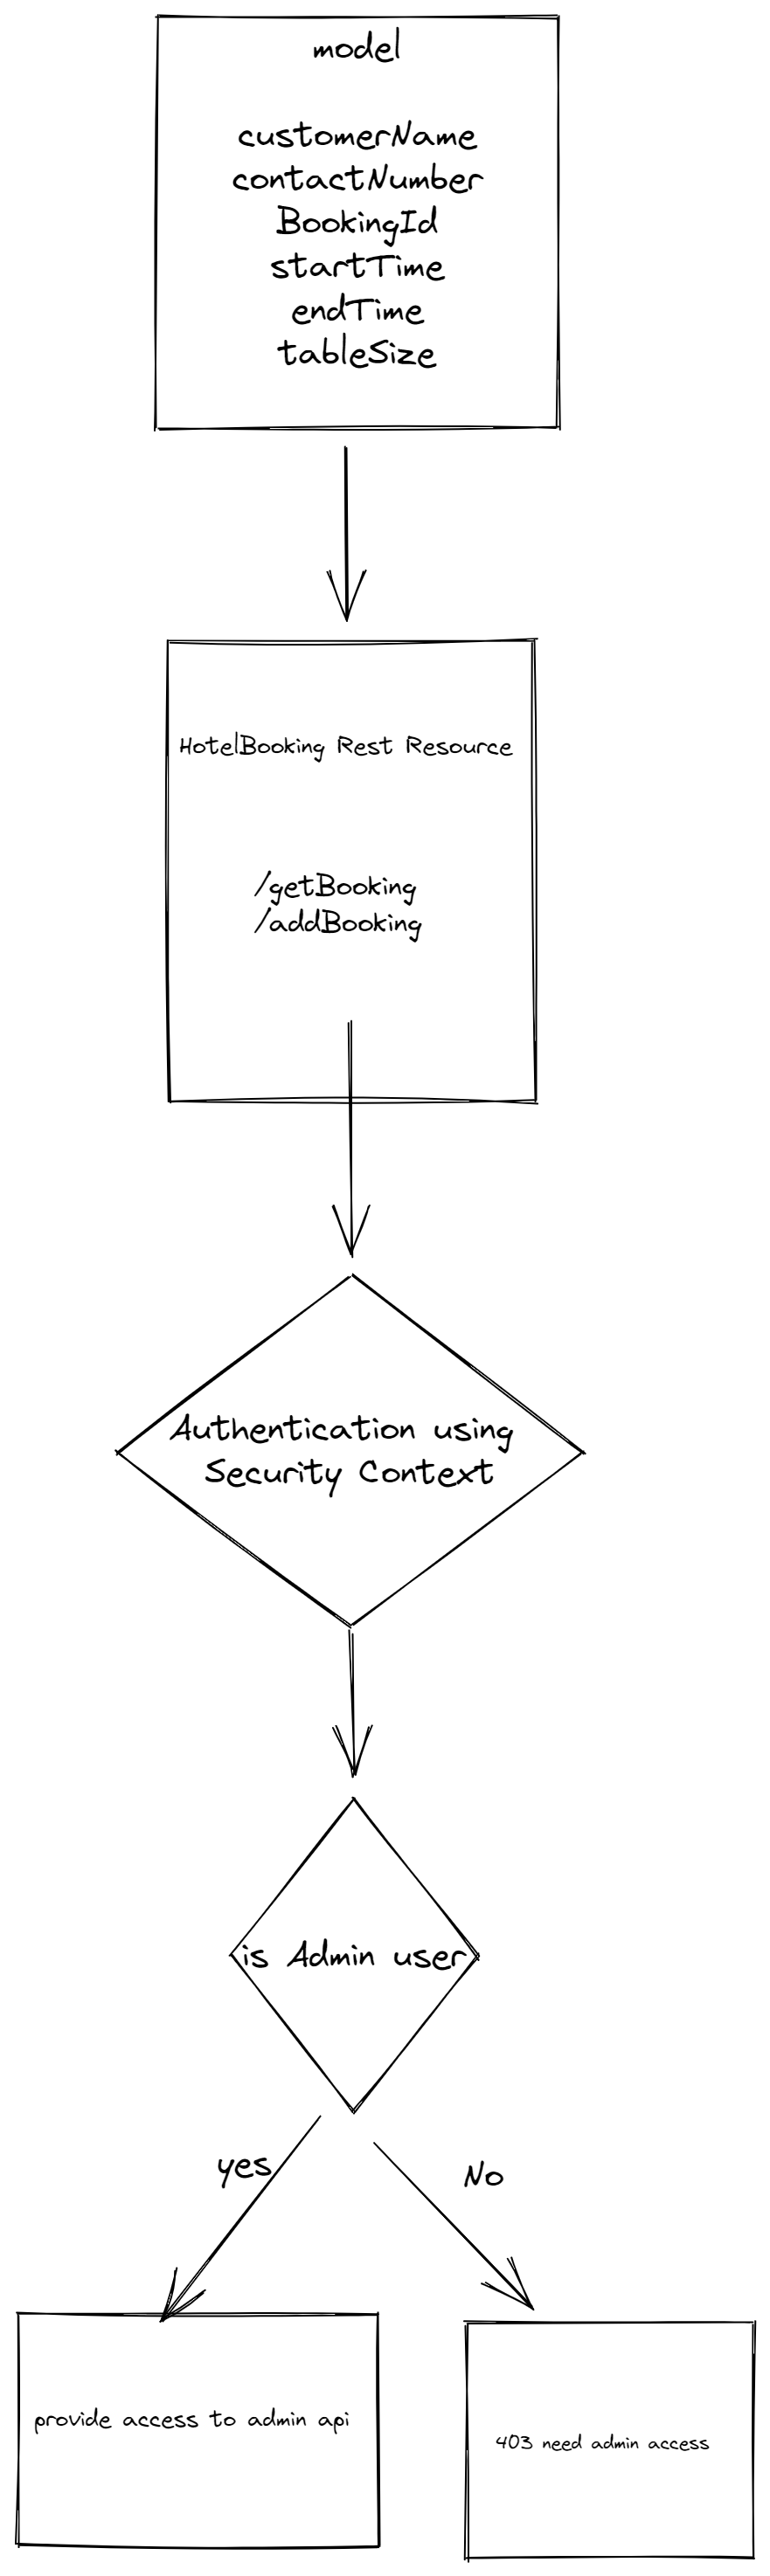 model
customerName
contactNumber
BookingId
startTime
endTime
tableSize
HotelBooking Rest Resource
/getBooking
/addBooking
Authentication using
Security Context
is Admin user
yes
No
provide access to admin api
403 need admin access